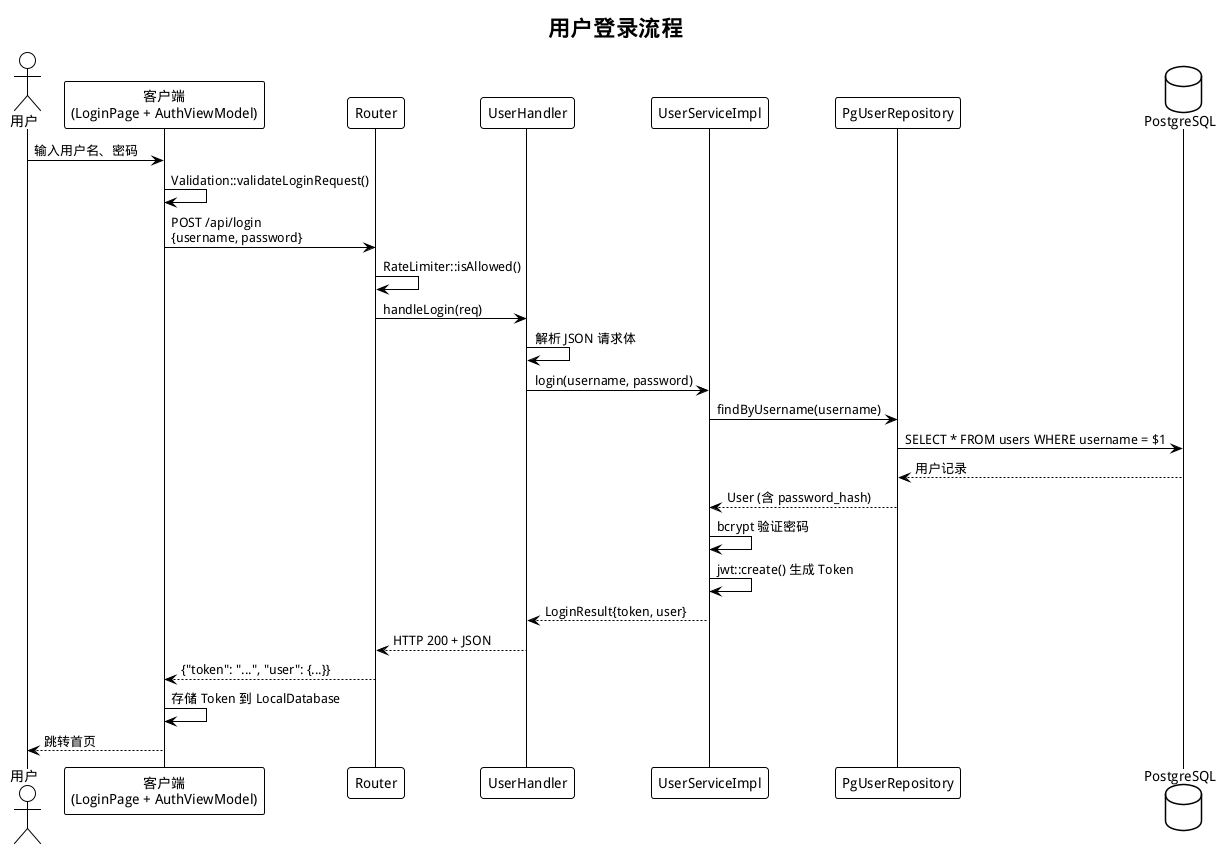 用户登录流程
用户
客户端
(LoginPage + AuthViewModel)
Router
UserHandler
UserServiceImpl
PgUserRepository
PostgreSQL
输入用户名、密码
Validation::validateLoginRequest()
POST /api/login
{username, password}
RateLimiter::isAllowed()
handleLogin(req)
解析 JSON 请求体
login(username, password)
findByUsername(username)
SELECT * FROM users WHERE username = $1
用户记录
User (含 password_hash)
bcrypt 验证密码
jwt::create() 生成 Token
LoginResult{token, user}
HTTP 200 + JSON
{"token": "...", "user": {...}}
存储 Token 到 LocalDatabase
跳转首页
用户
客户端
(LoginPage + AuthViewModel)
Router
UserHandler
UserServiceImpl
PgUserRepository
PostgreSQL